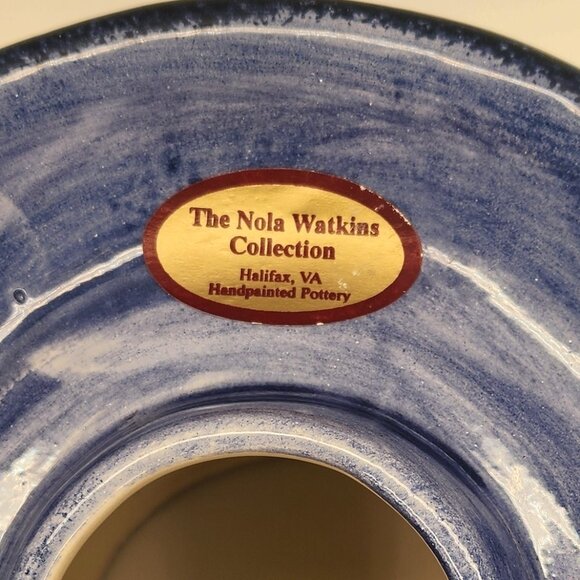 The Nola Watkins
Collection
Halifax, VA
Handpainted Pottery